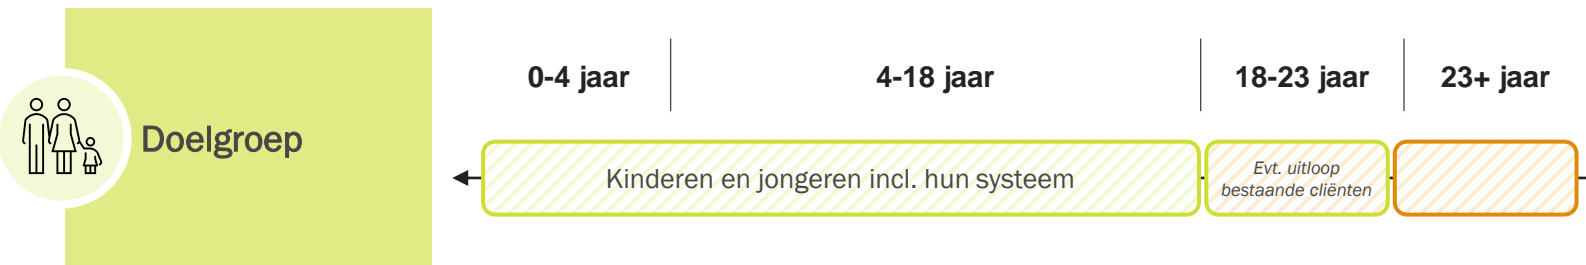 Doelgroep
0-4 jaar
4-18 jaar
18-23 jaar
23+ jaar
Kinderen en jongeren incl. hun systeem
Evt. uitloop
bestaande cliënten